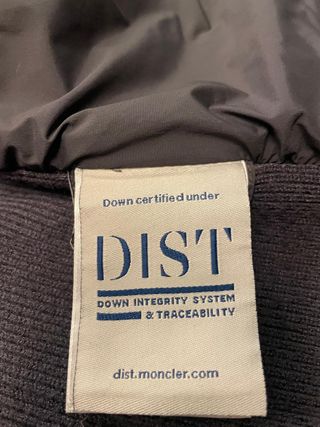 Down certified under
DIST
DOWN INTEGRITY SYSTEM
& TRACEABILITY
dist.moncler.com